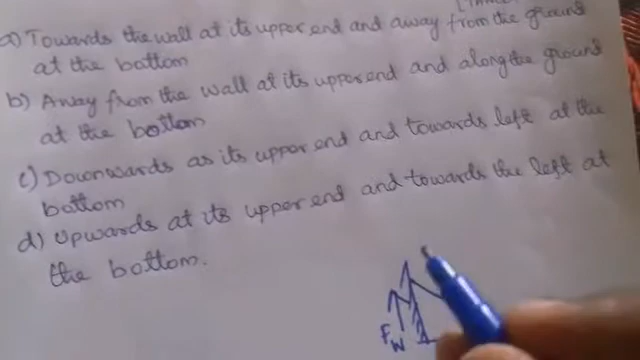 a) Towards the wall at its upper end and away from the ground
at the bottom
b) Away from the wall at its upper end and along the ground
at the bottom
c) Downwards as its upper end and towards left at the
bottom
d) Upwards at its upper end and towards the left at
the bottom.
Fw